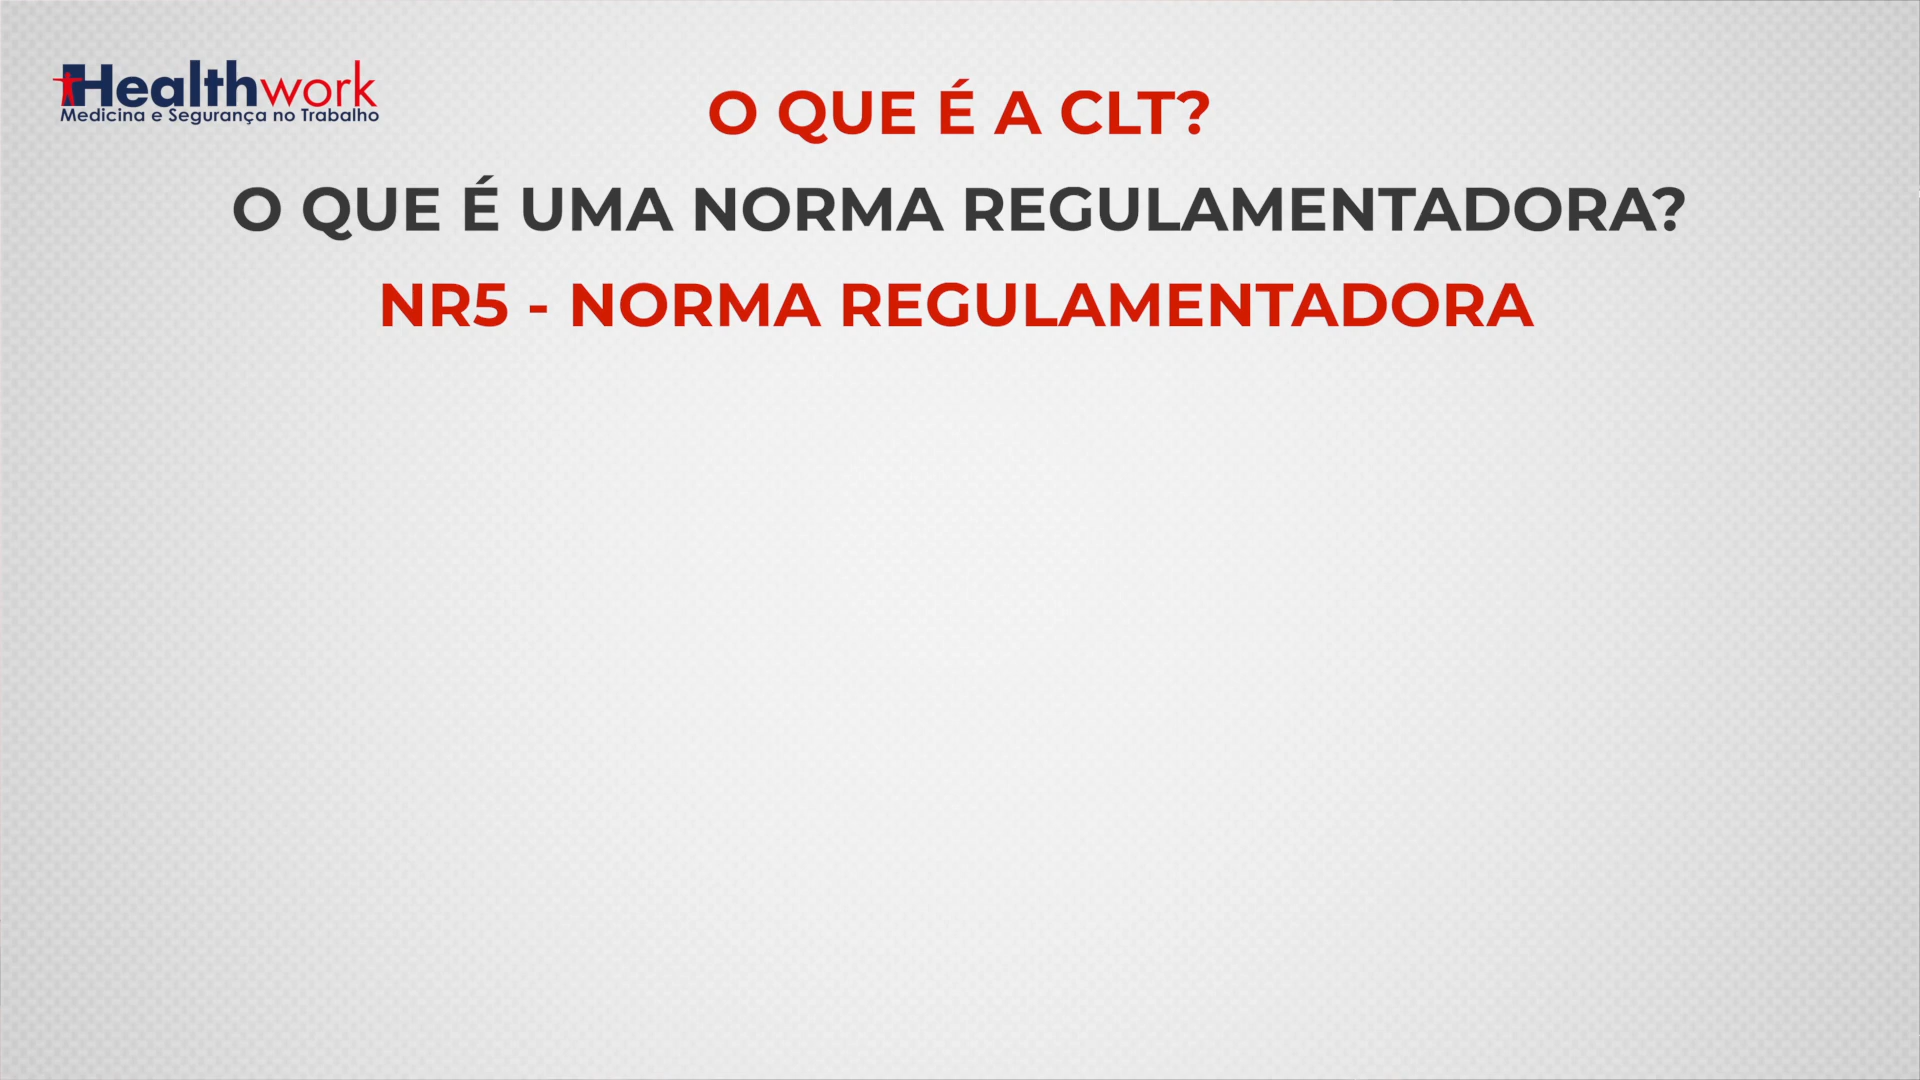 Healthwork
Medicina e Segurança no Trabalho
O QUE É A CLT?
O QUE É UMA NORMA REGULAMENTADORA?
NR5 - NORMA REGULAMENTADORA